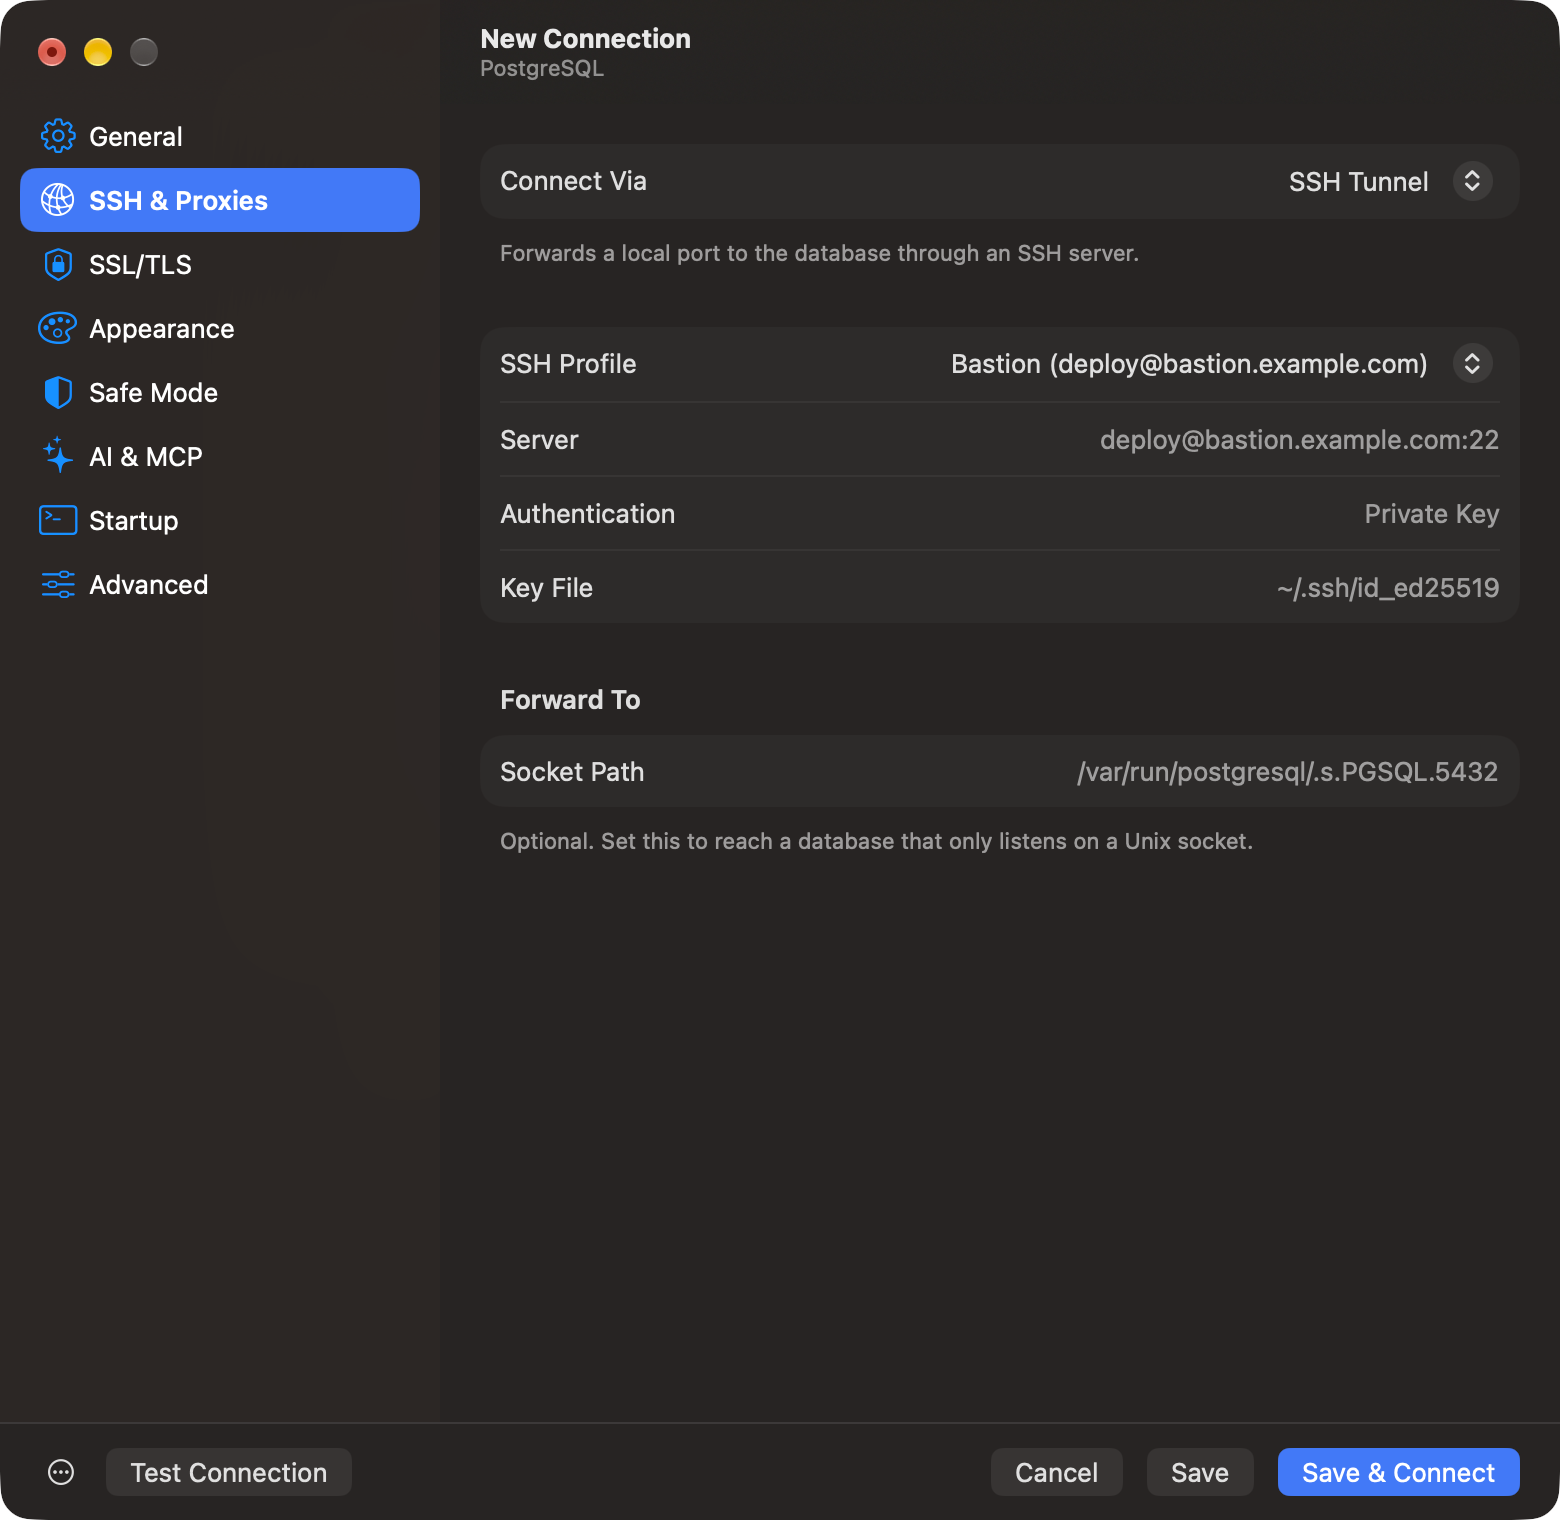 New Connection
PostgreSQL
General
SSH & Proxies
SSL/TLS
Appearance
Safe Mode
AI & MCP
Startup
Advanced
Connect Via
SSH Tunnel
Forwards a local port to the database through an SSH server.
SSH Profile
Bastion (deploy@bastion.example.com)
Server
deploy@bastion.example.com:22
Authentication
Private Key
Key File
~/.ssh/id_ed25519
Forward To
Socket Path
/var/run/postgresql/.s.PGSQL.5432
Optional. Set this to reach a database that only listens on a Unix socket.
Test Connection
Cancel
Save
Save & Connect